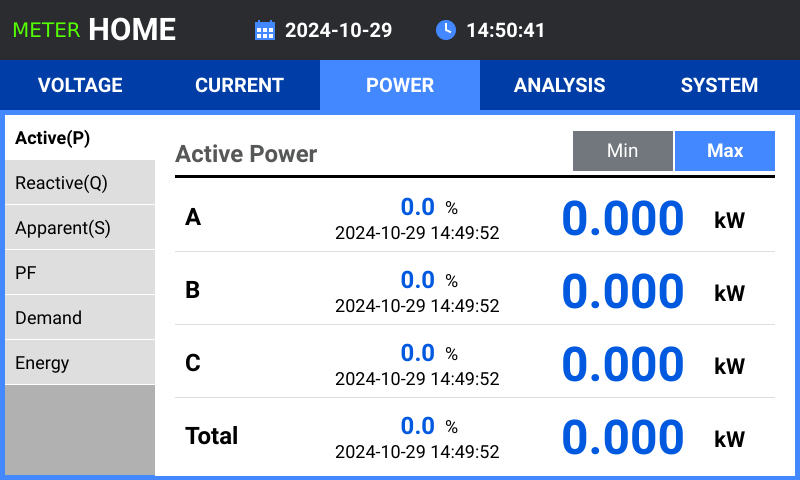 METER HOME 2024-10-29 14:50:41
VOLTAGE CURRENT POWER ANALYSIS SYSTEM
Active(P)
Reactive(Q)
Apparent(S)
PF
Demand
Energy
Active Power Min Max
A 0.0 % 0.000 kW
2024-10-29 14:49:52
B 0.0 % 0.000 kW
2024-10-29 14:49:52
C 0.0 % 0.000 kW
2024-10-29 14:49:52
Total 0.0 % 0.000 kW
2024-10-29 14:49:52